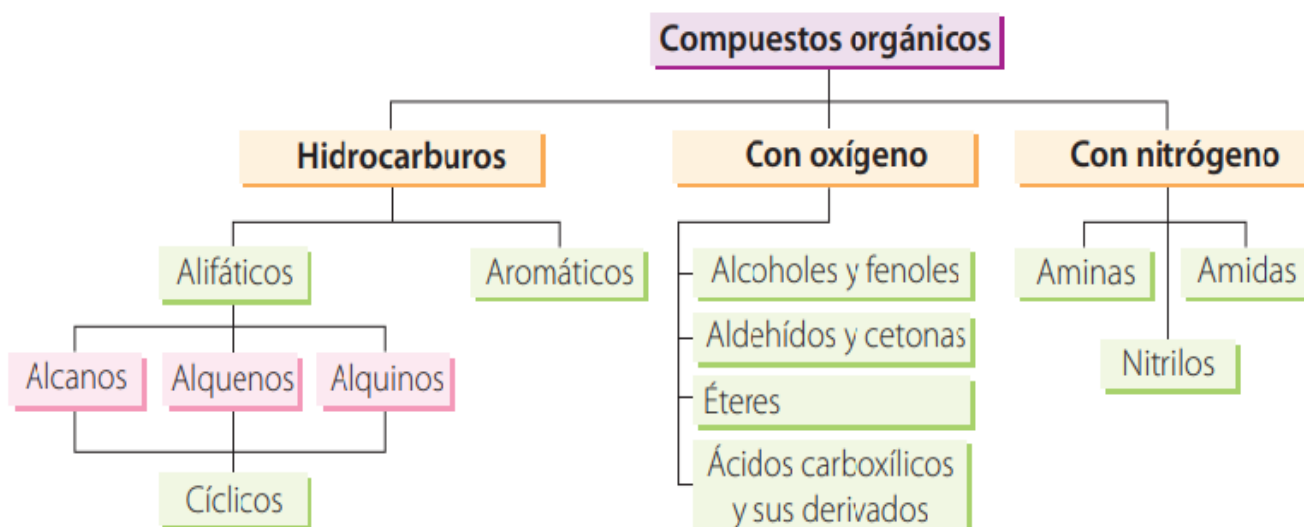 Compuestos orgánicos
Hidrocarburos
Con oxígeno
Con nitrógeno
Alifáticos
Aromáticos
Alcoholes y fenoles
Aminas
Amidas
Aldehídos y cetonas
Alcanos
Alquenos
Alquinos
Nitrilos
Éteres
Ácidos carboxílicos
y sus derivados
Cíclicos